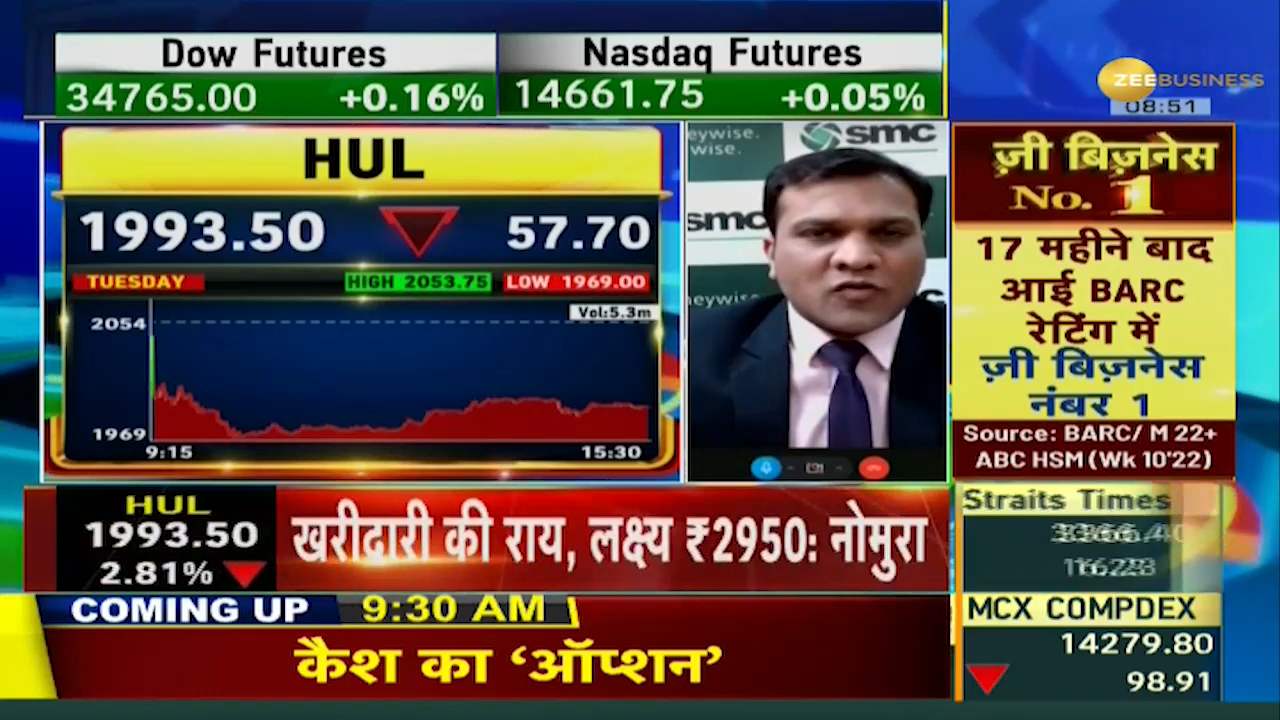 Dow Futures
34765.00 +0.16%
Nasdaq Futures
14661.75 +0.05%
ZEEBUSINESS
08:51
HUL
1993.50 57.70
TUESDAY HIGH 2053.75 LOW 1969.00
Vol:5.3m
2054
1969
9:15 15:30
eywise.
wise.
smc
smc
neywise
ज़ी बिज़नेस
No. 1
17 महीने बाद
आई BARC
रेटिंग में
ज़ी बिज़नेस
नंबर 1
Source: BARC/ M 22+
ABC HSM (Wk 10'22)
HUL
1993.50
2.81%
खरीदारी की राय, लक्ष्य ₹2950: नोमुरा
Straits Times
MCX COMPDEX
14279.80
98.91
COMING UP 9:30 AM
कैश का ‘ऑप्शन’